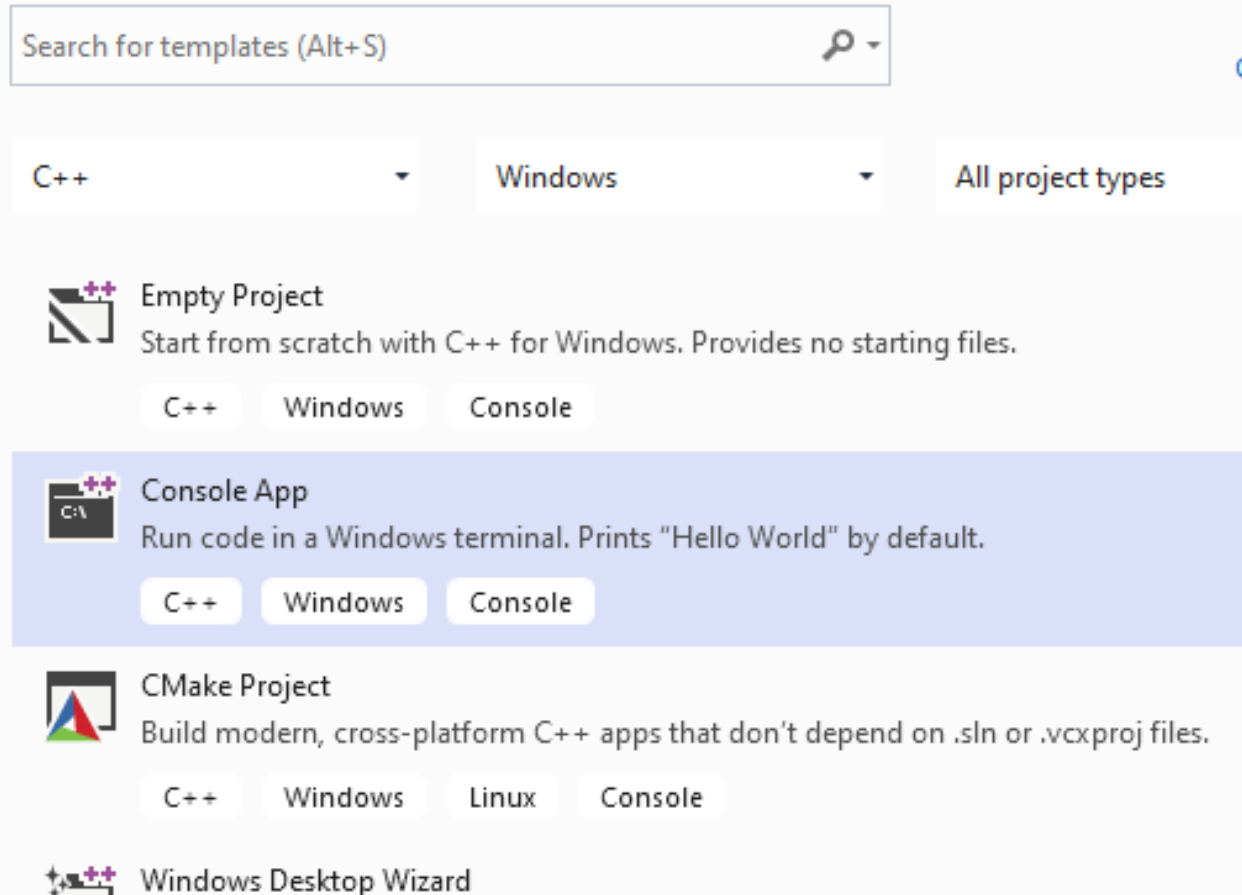 Search for templates (Alt+S)
C++ Windows All project types
Empty Project
Start from scratch with C++ for Windows. Provides no starting files.
C++ Windows Console
Console App
C:\
Run code in a Windows terminal. Prints "Hello World" by default.
C++ Windows Console
CMake Project
Build modern, cross-platform C++ apps that don't depend on .sln or .vcxproj files.
C++ Windows Linux Console
Windows Desktop Wizard